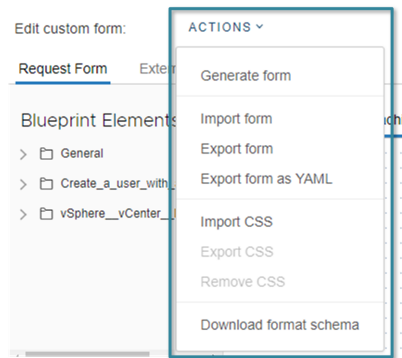 Edit custom form:
ACTIONS
Request Form
Blueprint Elements
General
Create_a_user_with_
vSphere__vCenter__
Generate form
Import form
Export form
Export form as YAML
Import CSS
Export CSS
Remove CSS
Download format schema